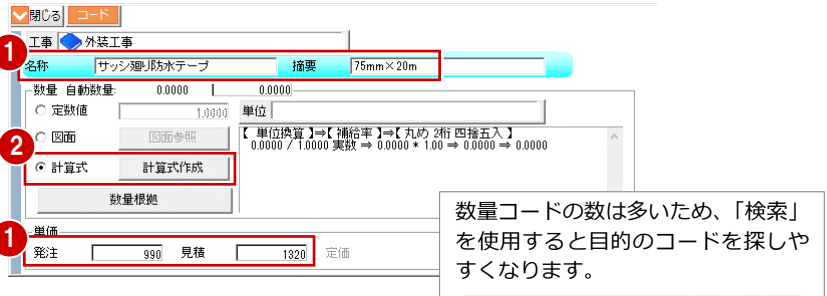 閉じる コード
工事 外装工事
1
名称 サッシ廻り防水テープ 摘要 75mm×20m
数量 自動数量: 0.0000 0.0000
定数値 1.0000 単位
図面 図面参照 【 単位換算 】⇒【 補給率 】⇒【 丸め 2桁 四捨五入 】
0.0000 / 1.0000 実数 ⇒ 0.0000 * 1.00 ⇒ 0.0000 ⇒ 0.0000
2
計算式 計算式作成
数量根拠
単価
1
発注 990 見積 1320 定価
数量コードの数は多いため、「検索」
を使用すると目的のコードを探しや
すくなります。